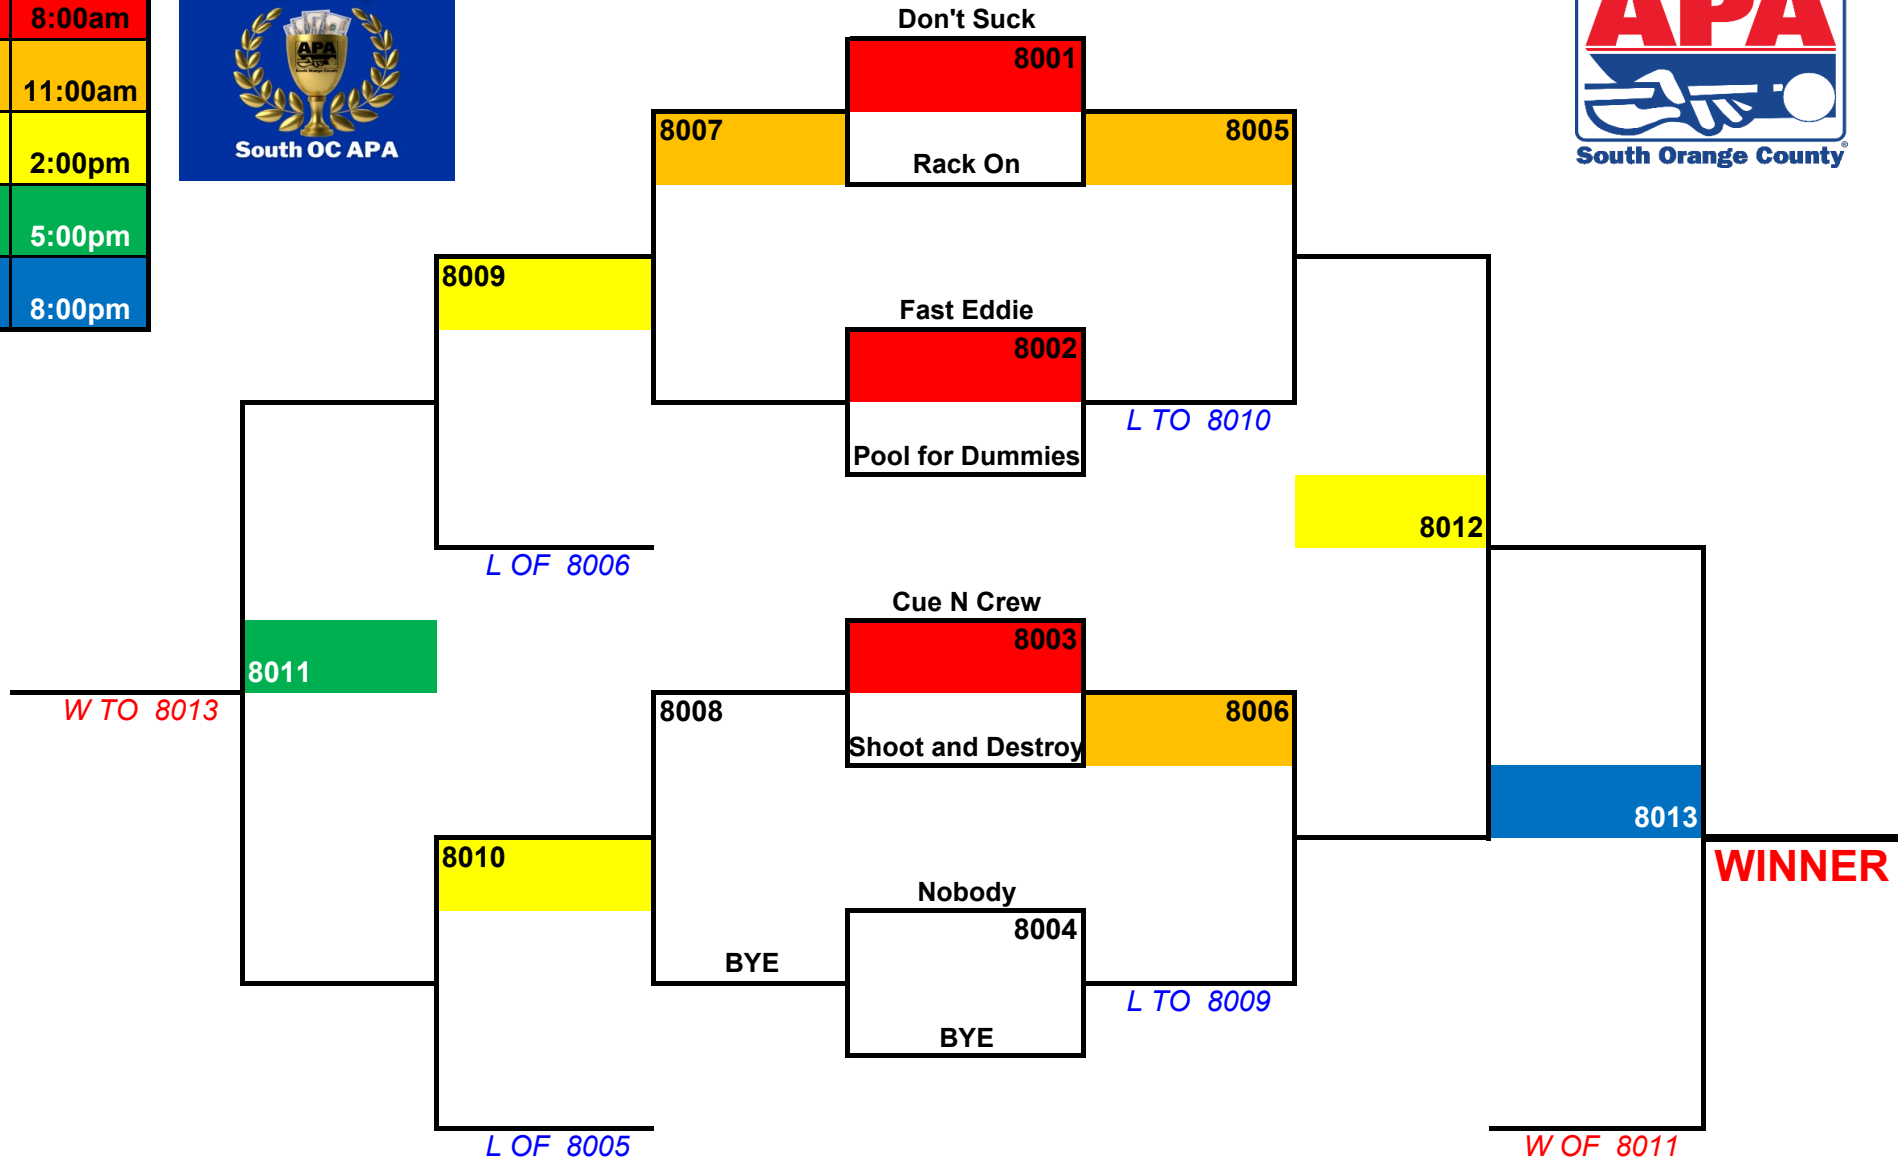 8:00am
11:00am
2:00pm
5:00pm
8:00pm
APA
South Orange County
South OC APA
APA
South Orange County®
Don't Suck
8001
8007
8005
Rack On
8009
Fast Eddie
8002
L TO 8010
Pool for Dummies
8012
L OF 8006
Cue N Crew
8003
8011
W TO 8013
8008
8006
Shoot and Destroy
8013
8010
WINNER
Nobody
8004
BYE
L TO 8009
BYE
L OF 8005
W OF 8011